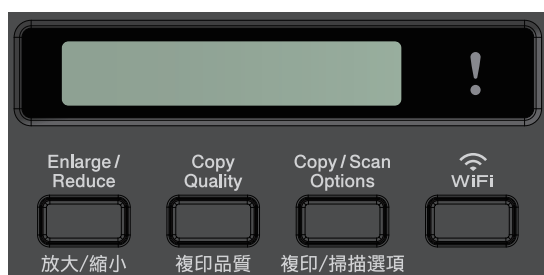 Enlarge /
Reduce
Copy
Quality
Copy / Scan
Options
WiFi
放大/縮小
複印品質
複印/掃描選項